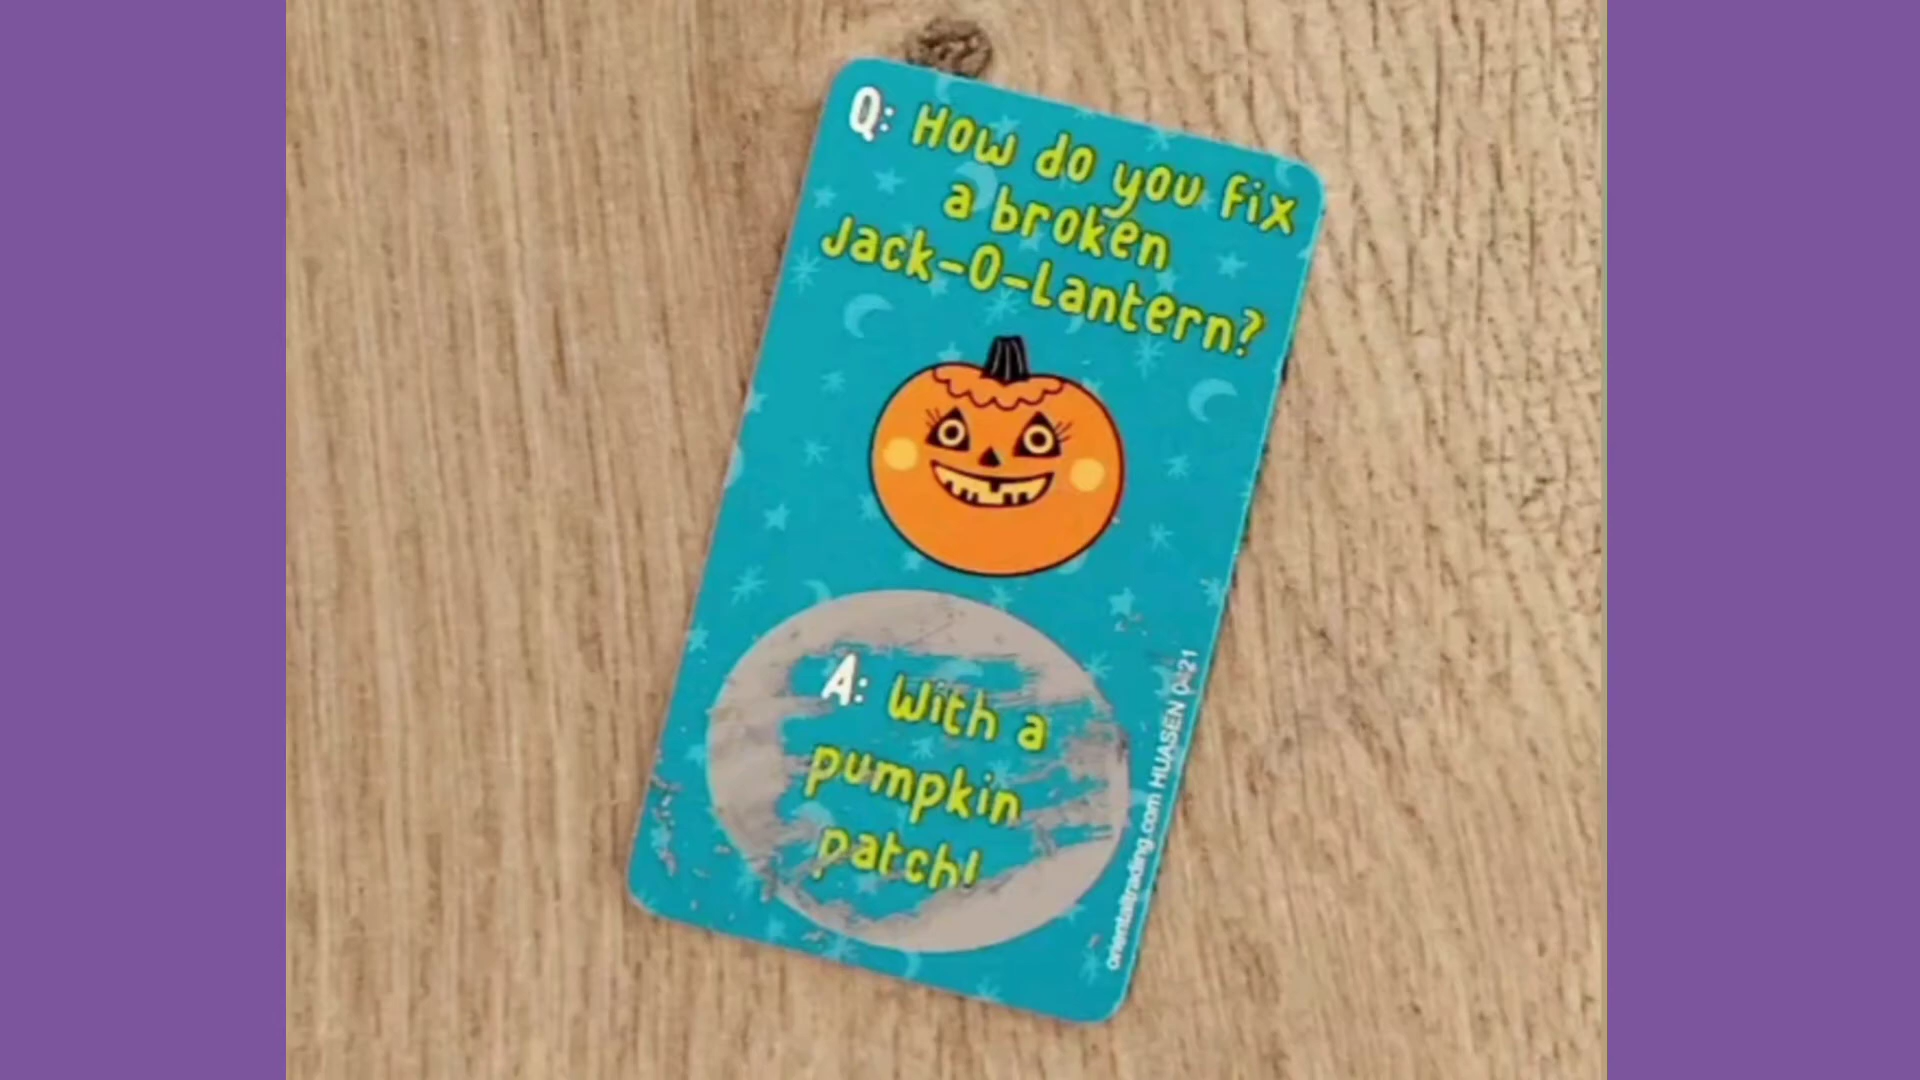 Q: How do you fix
a broken
Jack-O-Lantern?
A: With a
pumpkin
patch!
orientaltrading.com HUASEN